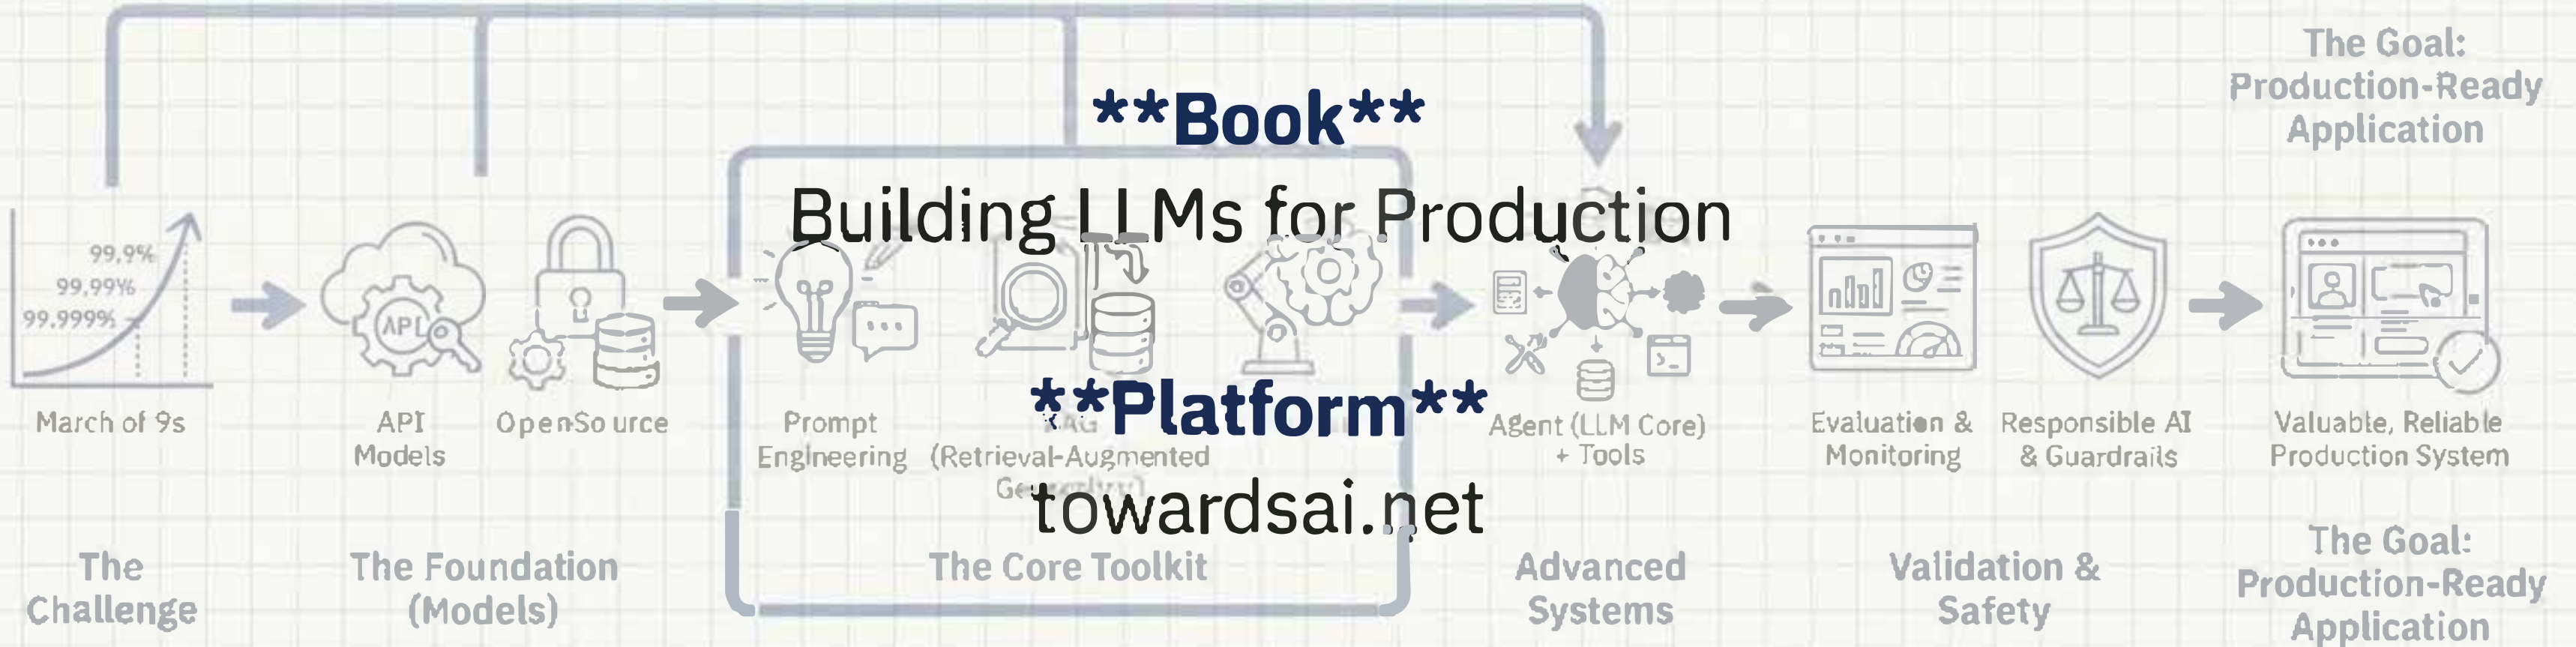 The Goal:
Production-Ready
Application
**Book**
Building LLMs for Production
99.9%
99,99%
99.999%
API
**Platform**
March of 9s
API
Models
OpenSo urce
Prompt
Engineering
(Retrieval-Augmented
Agent (LLM Core)
+ Tools
Evaluation &
Monitoring
Responsible AI
& Guardrails
Valuable, Reliable
Production System
towardsai.net
The
Challenge
The Foundation
(Models)
The Core Toolkit
Advanced
Systems
Validation &
Safety
The Goal:
Production-Ready
Application